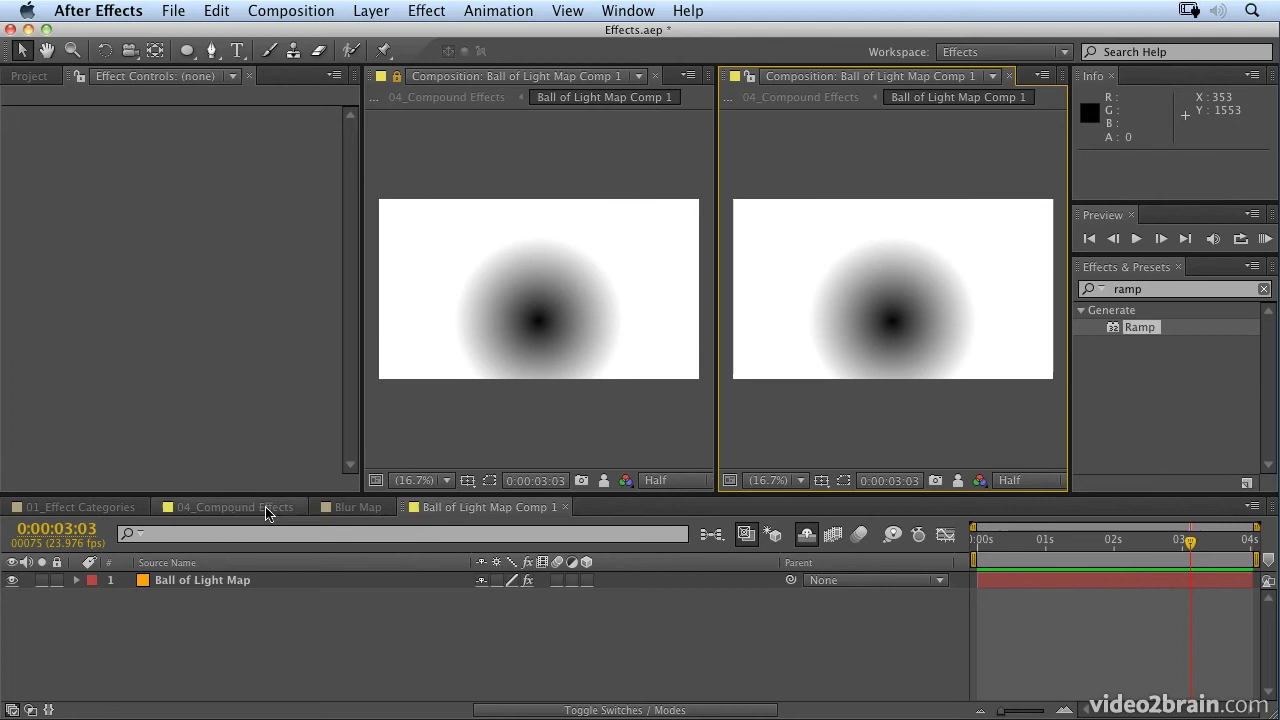 After Effects File Edit Composition Layer Effect Animation View Window Help
Effects.aep *
T Workspace: Effects Search Help
Project Effect Controls: (none) Composition: Ball of Light Map Comp 1 Composition: Ball of Light Map Comp 1 Info
... 04_Compound Effects Ball of Light Map Comp 1 ... 04_Compound Effects Ball of Light Map Comp 1
R : X : 353
G : Y : 1553
B :
A : 0
Preview
Effects & Presets
ramp
Generate
32 Ramp
(16.7%) 0:00:03:03 Half (16.7%) 0:00:03:03 Half
01_Effect Categories 04_Compound Effects Blur Map Ball of Light Map Comp 1
0:00:03:03
00075 (23.976 fps)
:00s 01s 02s 03s 04s
# Source Name fx Parent
1 Ball of Light Map fx None
Toggle Switches / Modes
video2brain.com